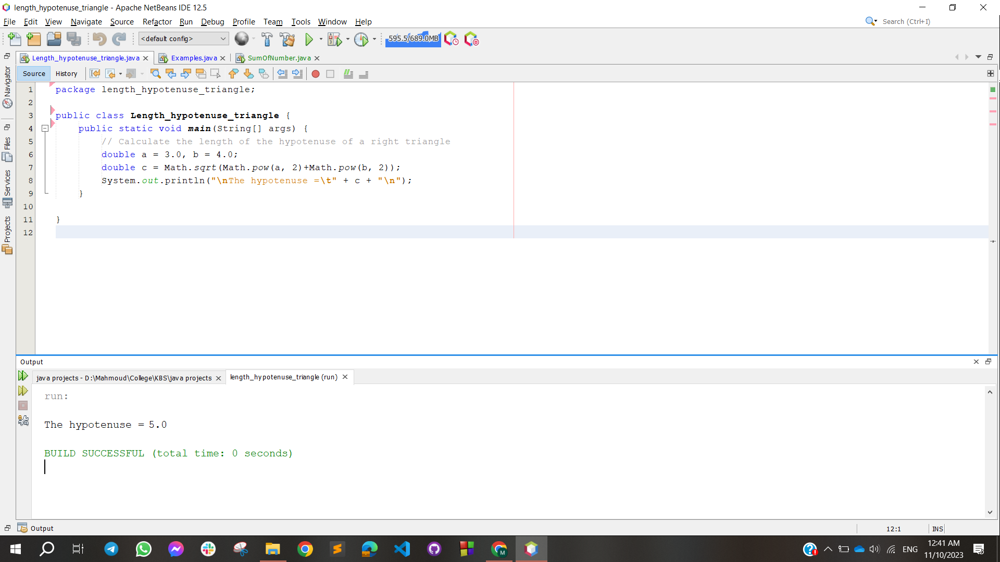 length_hypotenuse_triangle - Apache NetBeans IDE 12.5
File Edit View Navigate Source Refactor Run Debug Profile Team Tools Window Help
Search (Ctrl+I)
<default config>
595.5/689.0MB
Length_hypotenuse_triangle.java
Examples.java
SumOfNumber.java
Source
History
Navigator
Files
Services
Projects
1 package length_hypotenuse_triangle;
2
3 public class Length_hypotenuse_triangle {
4 public static void main(String[] args) {
5 // Calculate the length of the hypotenuse of a right triangle
6 double a = 3.0, b = 4.0;
7 double c = Math.sqrt(Math.pow(a, 2)+Math.pow(b, 2));
8 System.out.println("\nThe hypotenuse =\t" + c + "\n");
9 }
10
11 }
12
Output
java projects - D:\Mahmoud\College\KBS\java projects
length_hypotenuse_triangle (run)
run:
The hypotenuse = 5.0
BUILD SUCCESSFUL (total time: 0 seconds)
Output
12:1
INS
ENG
12:41 AM
11/10/2023